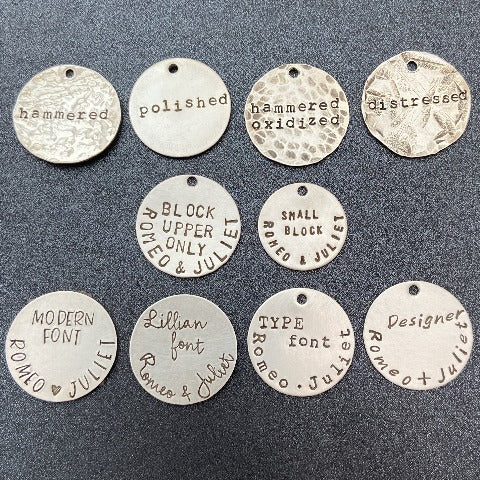 hammered
polished
hammered
oxidized
distressed
BLOCK
UPPER
ONLY
ROMEO & JULIET
SMALL
BLOCK
ROMEO & JULIET
MODERN
FONT
ROMEO ♥ JULIET
Lillian
font
Romeo & Juliet
TYPE
font
Romeo . Juliet
Designer
Romeo + Juliet